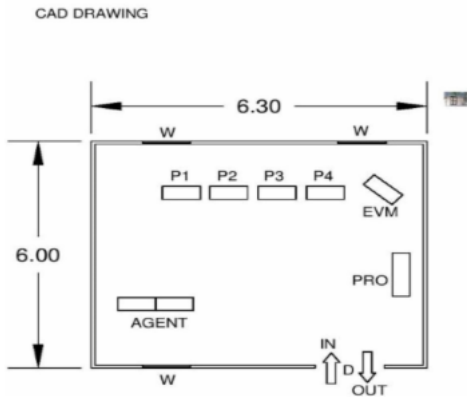 CAD DRAWING
6.30
W W
P1 P2 P3 P4
EVM
6.00
PRO
AGENT
IN
D
W
OUT